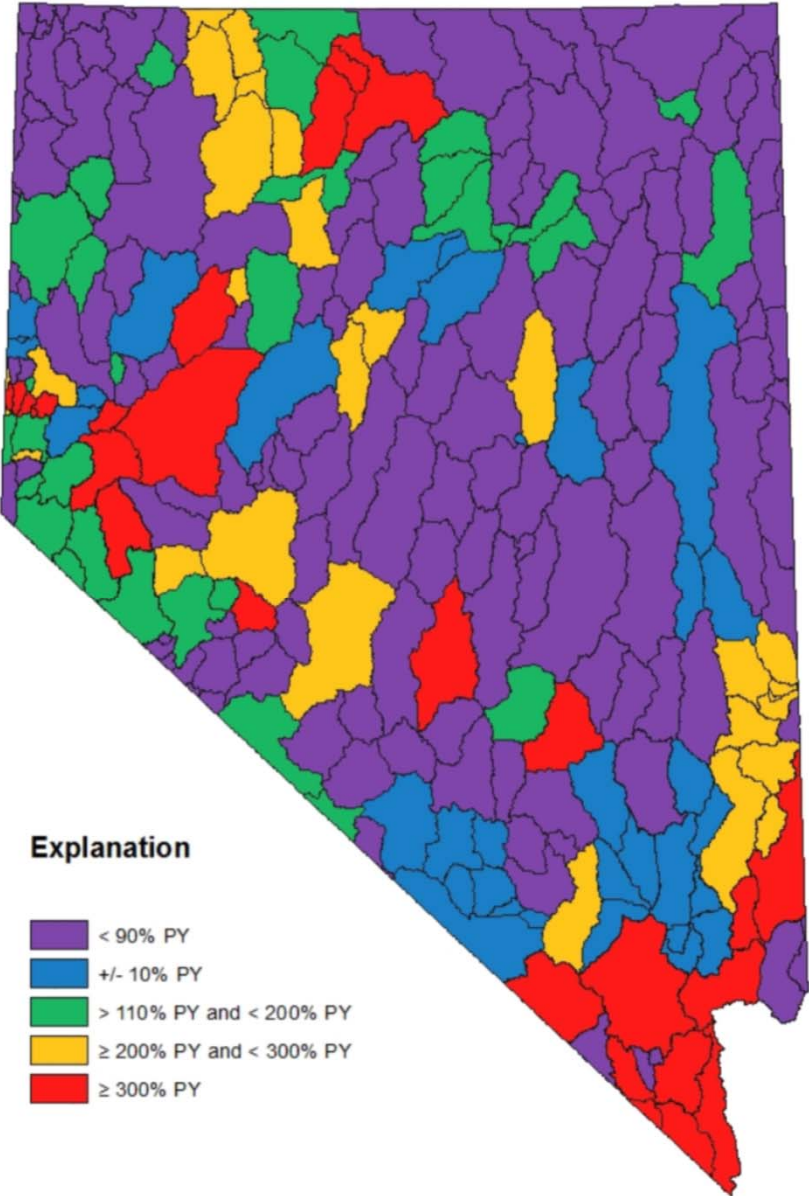 Explanation
< 90% PY
+/- 10% PY
> 110% PY and < 200% PY
≥ 200% PY and < 300% PY
≥ 300% PY